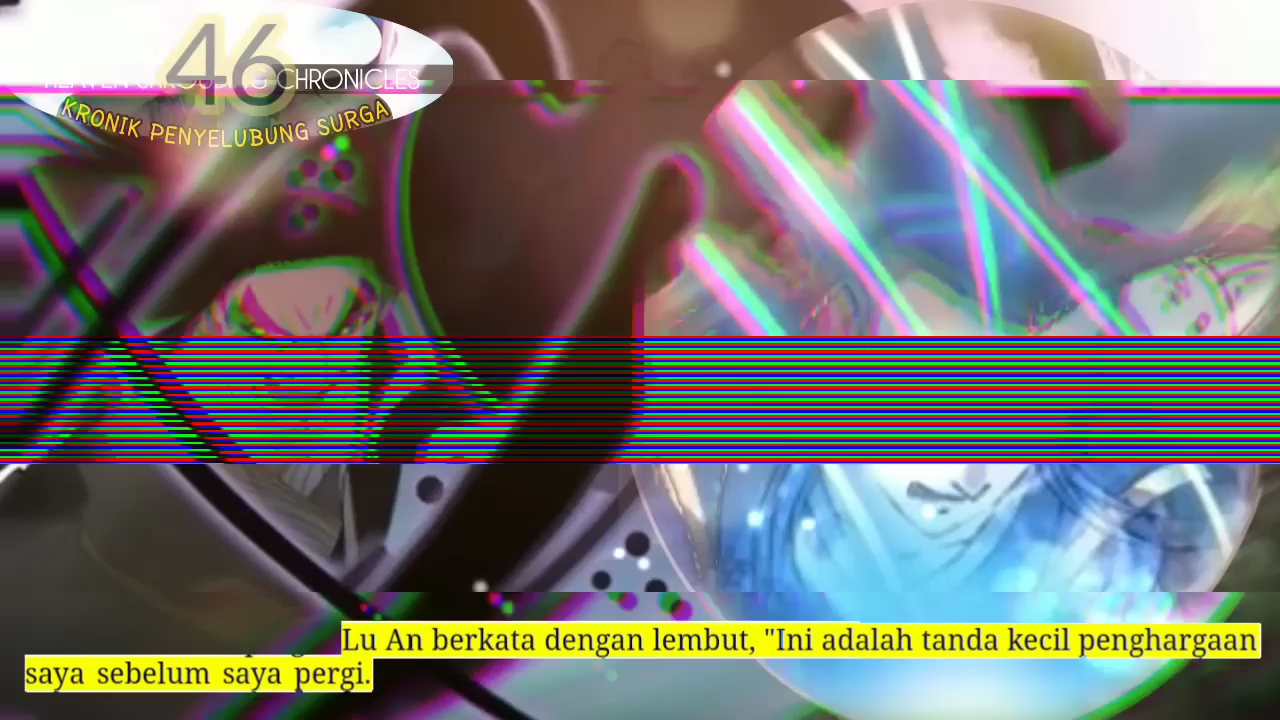 46
CHRONICLES
KRONIK PENYELUBUNG SURGA
Lu An berkata dengan lembut, "Ini adalah tanda kecil penghargaan
saya sebelum saya pergi.